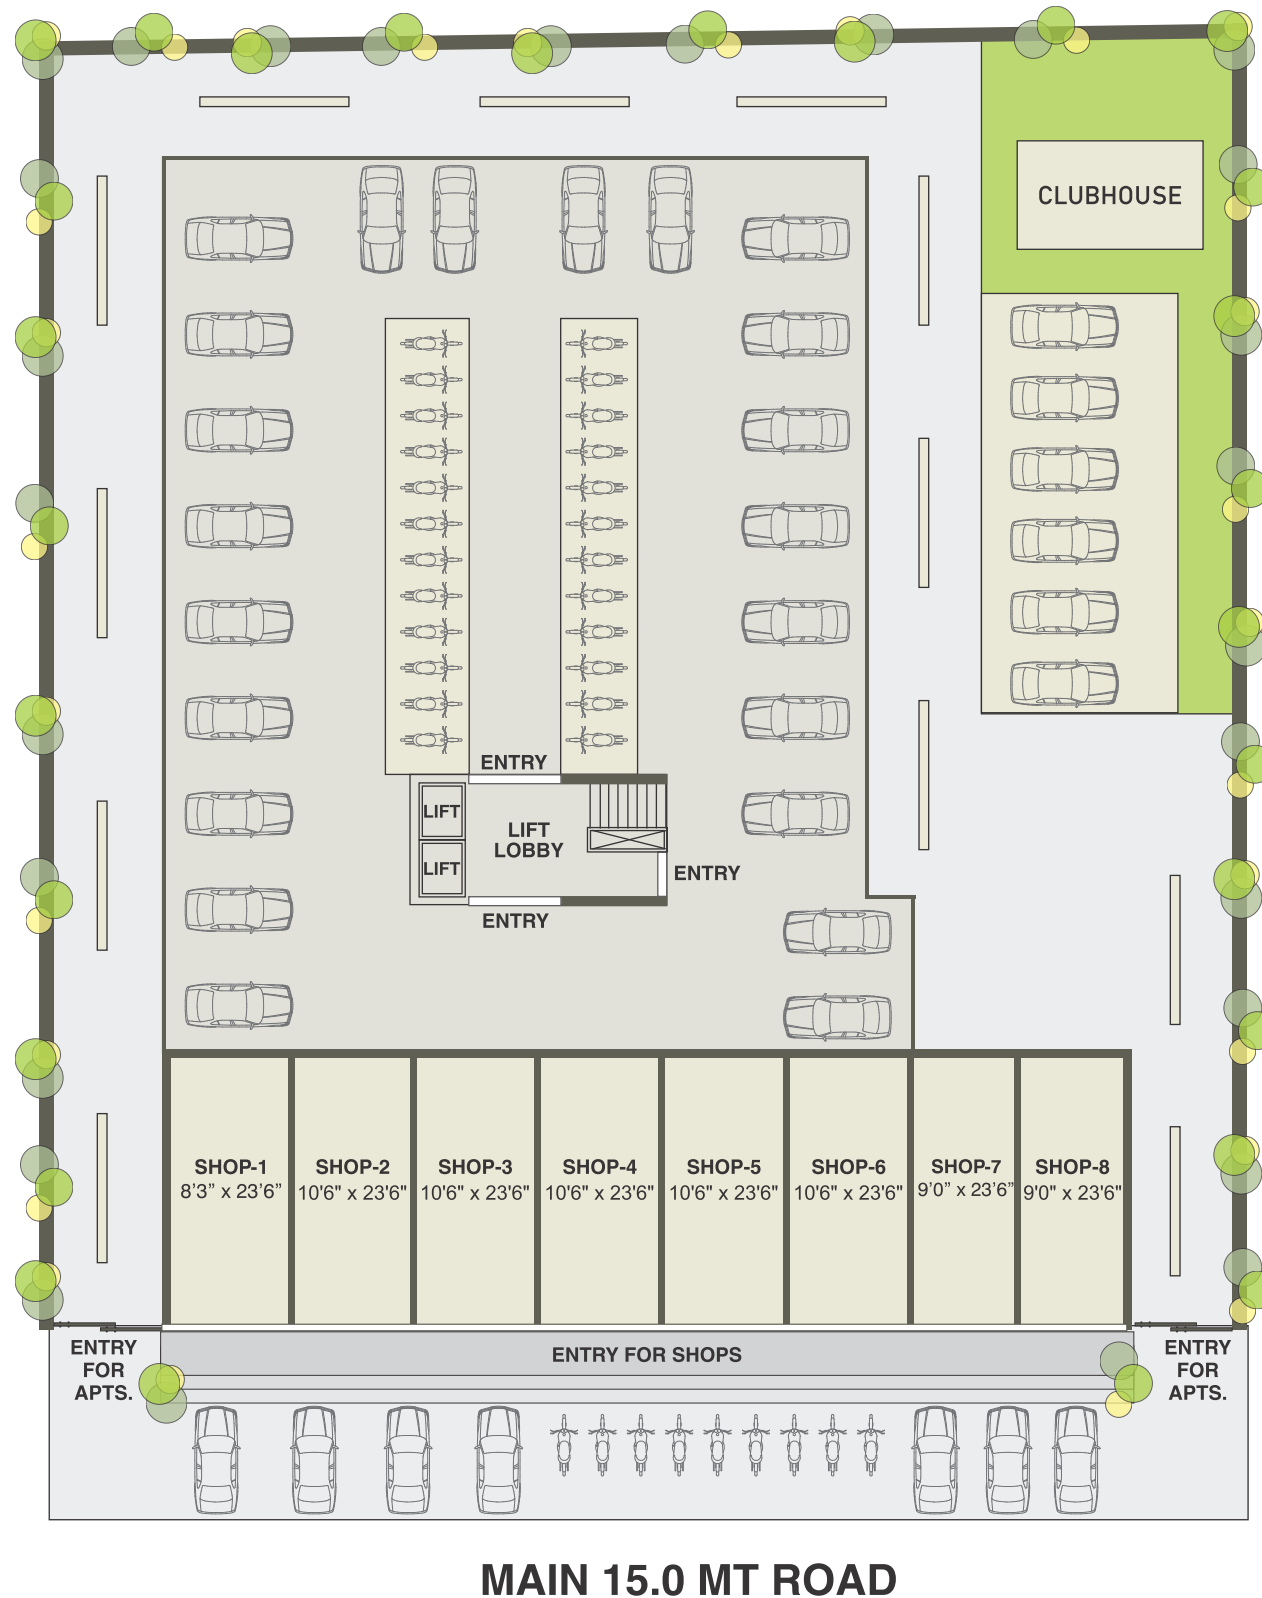 CLUBHOUSE
ENTRY
LIFT
LIFT
LOBBY
LIFT
ENTRY
ENTRY
SHOP-1
8’3” x 23’6”
SHOP-2
10'6" x 23'6"
SHOP-3
10'6" x 23'6"
SHOP-4
10'6" x 23'6"
SHOP-5
10'6" x 23'6"
SHOP-6
10'6" x 23'6"
SHOP-7
9’0” x 23’6”
SHOP-8
9'0" x 23'6"
ENTRY
FOR
APTS.
ENTRY FOR SHOPS
ENTRY
FOR
APTS.
MAIN 15.0 MT ROAD